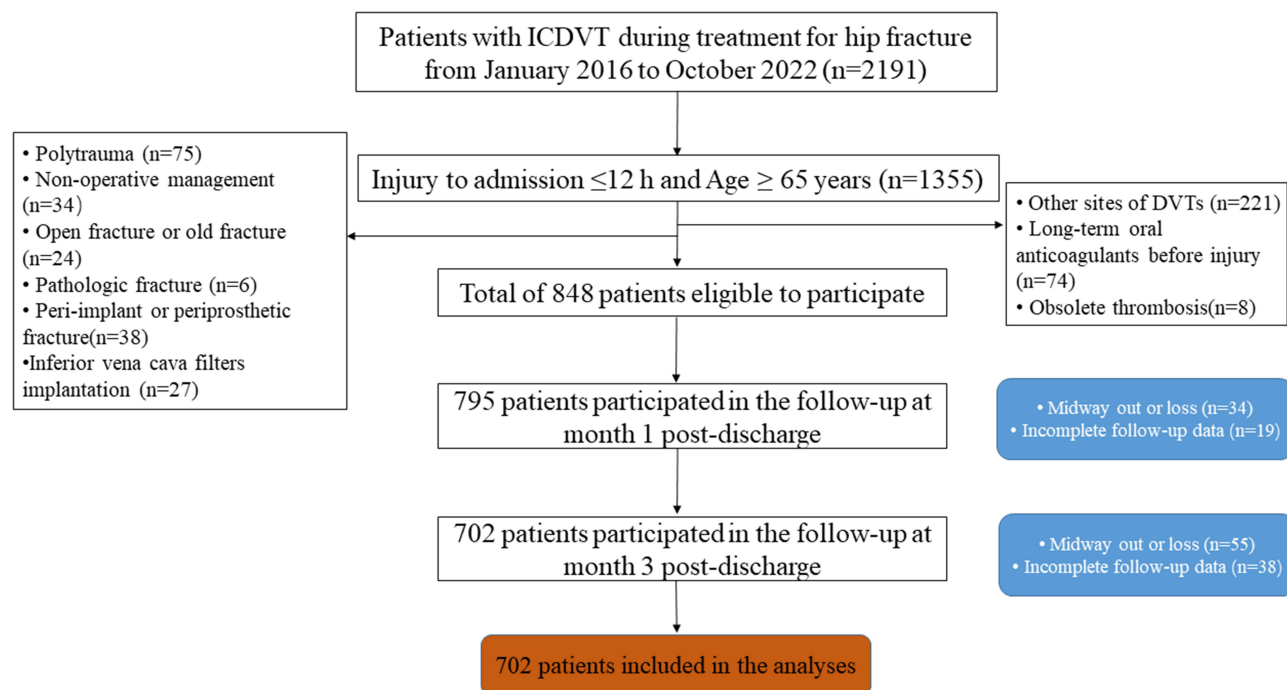 Patients with ICDVT during treatment for hip fracture
from January 2016 to October 2022 (n=2191)
Injury to admission ≤12 h and Age ≥ 65 years (n=1355)
• Polytrauma (n=75)
• Non-operative management
(n=34)
• Open fracture or old fracture
(n=24)
• Pathologic fracture (n=6)
• Peri-implant or periprosthetic
fracture(n=38)
•Inferior vena cava filters
implantation (n=27)
• Other sites of DVTs (n=221)
• Long-term oral
anticoagulants before injury
(n=74)
• Obsolete thrombosis(n=8)
Total of 848 patients eligible to participate
795 patients participated in the follow-up at
month 1 post-discharge
• Midway out or loss (n=34)
• Incomplete follow-up data (n=19)
702 patients participated in the follow-up at
month 3 post-discharge
• Midway out or loss (n=55)
• Incomplete follow-up data (n=38)
702 patients included in the analyses